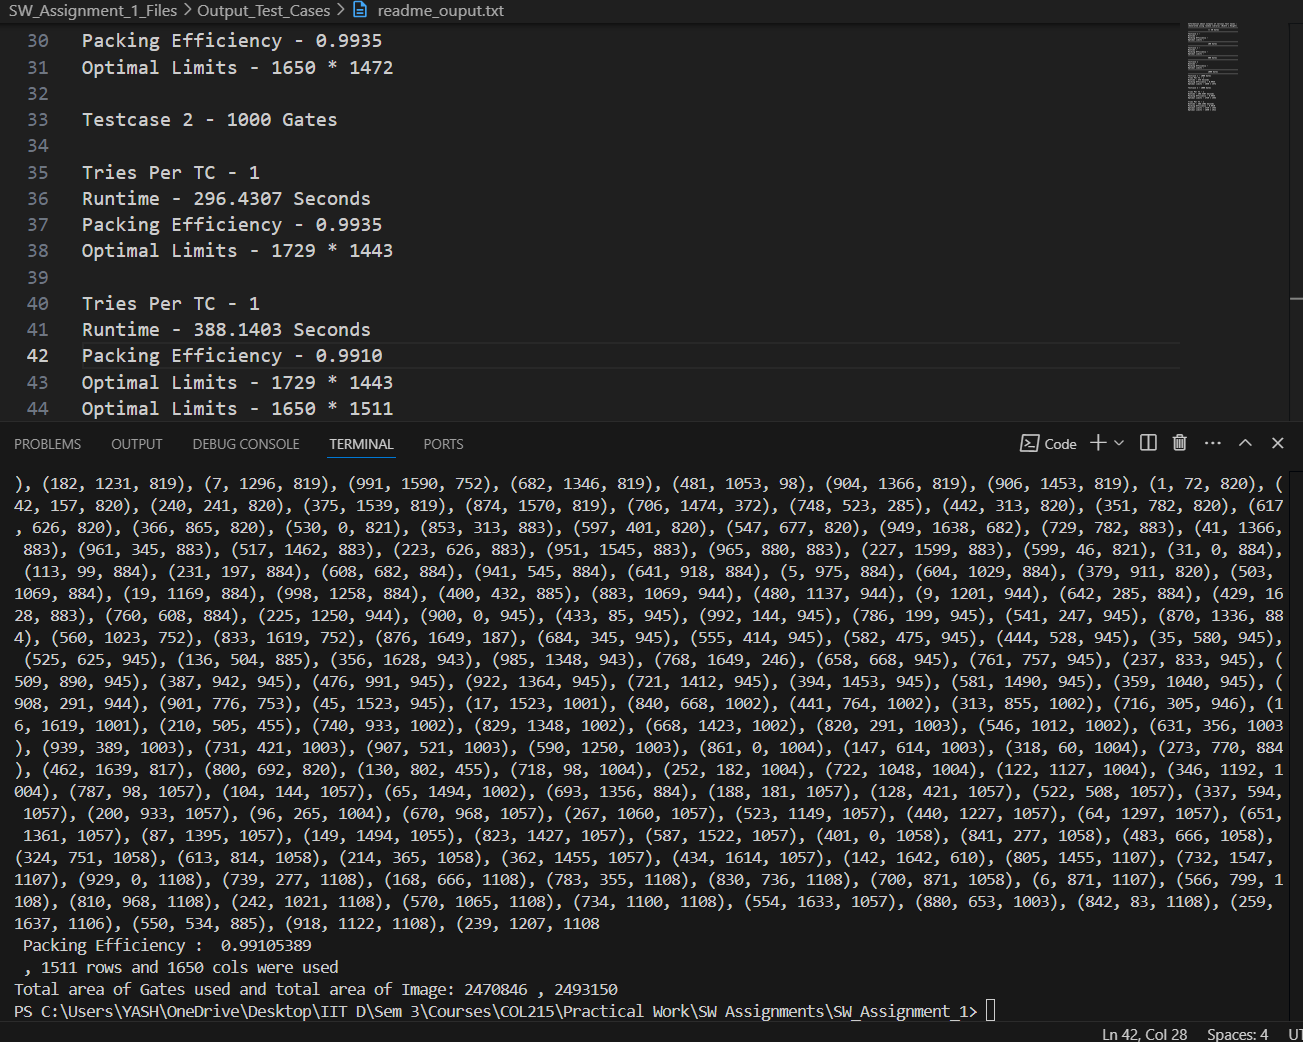 SW_Assignment_1_Files > Output_Test_Cases > readme_ouput.txt
30 Packing Efficiency - 0.9935
31 Optimal Limits - 1650 * 1472
32
33 Testcase 2 - 1000 Gates
34
35 Tries Per TC - 1
36 Runtime - 296.4307 Seconds
37 Packing Efficiency - 0.9935
38 Optimal Limits - 1729 * 1443
39
40 Tries Per TC - 1
41 Runtime - 388.1403 Seconds
42 Packing Efficiency - 0.9910
43 Optimal Limits - 1729 * 1443
44 Optimal Limits - 1650 * 1511
PROBLEMS OUTPUT DEBUG CONSOLE TERMINAL PORTS Code
), (182, 1231, 819), (7, 1296, 819), (991, 1590, 752), (682, 1346, 819), (481, 1053, 98), (904, 1366, 819), (906, 1453, 819), (1, 72, 820), (
42, 157, 820), (240, 241, 820), (375, 1539, 819), (874, 1570, 819), (706, 1474, 372), (748, 523, 285), (442, 313, 820), (351, 782, 820), (617
, 626, 820), (366, 865, 820), (530, 0, 821), (853, 313, 883), (597, 401, 820), (547, 677, 820), (949, 1638, 682), (729, 782, 883), (41, 1366,
883), (961, 345, 883), (517, 1462, 883), (223, 626, 883), (951, 1545, 883), (965, 880, 883), (227, 1599, 883), (599, 46, 821), (31, 0, 884),
(113, 99, 884), (231, 197, 884), (608, 682, 884), (941, 545, 884), (641, 918, 884), (5, 975, 884), (604, 1029, 884), (379, 911, 820), (503,
1069, 884), (19, 1169, 884), (998, 1258, 884), (400, 432, 885), (883, 1069, 944), (480, 1137, 944), (9, 1201, 944), (642, 285, 884), (429, 16
28, 883), (760, 608, 884), (225, 1250, 944), (900, 0, 945), (433, 85, 945), (992, 144, 945), (786, 199, 945), (541, 247, 945), (870, 1336, 88
4), (560, 1023, 752), (833, 1619, 752), (876, 1649, 187), (684, 345, 945), (555, 414, 945), (582, 475, 945), (444, 528, 945), (35, 580, 945),
(525, 625, 945), (136, 504, 885), (356, 1628, 943), (985, 1348, 943), (768, 1649, 246), (658, 668, 945), (761, 757, 945), (237, 833, 945), (
509, 890, 945), (387, 942, 945), (476, 991, 945), (922, 1364, 945), (721, 1412, 945), (394, 1453, 945), (581, 1490, 945), (359, 1040, 945), (
908, 291, 944), (901, 776, 753), (45, 1523, 945), (17, 1523, 1001), (840, 668, 1002), (441, 764, 1002), (313, 855, 1002), (716, 305, 946), (1
6, 1619, 1001), (210, 505, 455), (740, 933, 1002), (829, 1348, 1002), (668, 1423, 1002), (820, 291, 1003), (546, 1012, 1002), (631, 356, 1003
), (939, 389, 1003), (731, 421, 1003), (907, 521, 1003), (590, 1250, 1003), (861, 0, 1004), (147, 614, 1003), (318, 60, 1004), (273, 770, 884
), (462, 1639, 817), (800, 692, 820), (130, 802, 455), (718, 98, 1004), (252, 182, 1004), (722, 1048, 1004), (122, 1127, 1004), (346, 1192, 1
004), (787, 98, 1057), (104, 144, 1057), (65, 1494, 1002), (693, 1356, 884), (188, 181, 1057), (128, 421, 1057), (522, 508, 1057), (337, 594,
1057), (200, 933, 1057), (96, 265, 1004), (670, 968, 1057), (267, 1060, 1057), (523, 1149, 1057), (440, 1227, 1057), (64, 1297, 1057), (651,
1361, 1057), (87, 1395, 1057), (149, 1494, 1055), (823, 1427, 1057), (587, 1522, 1057), (401, 0, 1058), (841, 277, 1058), (483, 666, 1058),
(324, 751, 1058), (613, 814, 1058), (214, 365, 1058), (362, 1455, 1057), (434, 1614, 1057), (142, 1642, 610), (805, 1455, 1107), (732, 1547,
1107), (929, 0, 1108), (739, 277, 1108), (168, 666, 1108), (783, 355, 1108), (830, 736, 1108), (700, 871, 1058), (6, 871, 1107), (566, 799, 1
108), (810, 968, 1108), (242, 1021, 1108), (570, 1065, 1108), (734, 1100, 1108), (554, 1633, 1057), (880, 653, 1003), (842, 83, 1108), (259,
1637, 1106), (550, 534, 885), (918, 1122, 1108), (239, 1207, 1108
Packing Efficiency :  0.99105389
, 1511 rows and 1650 cols were used
Total area of Gates used and total area of Image: 2470846 , 2493150
PS C:\Users\YASH\OneDrive\Desktop\IIT D\Sem 3\Courses\COL215\Practical Work\SW Assignments\SW_Assignment_1>
Ln 42, Col 28 Spaces: 4 UT